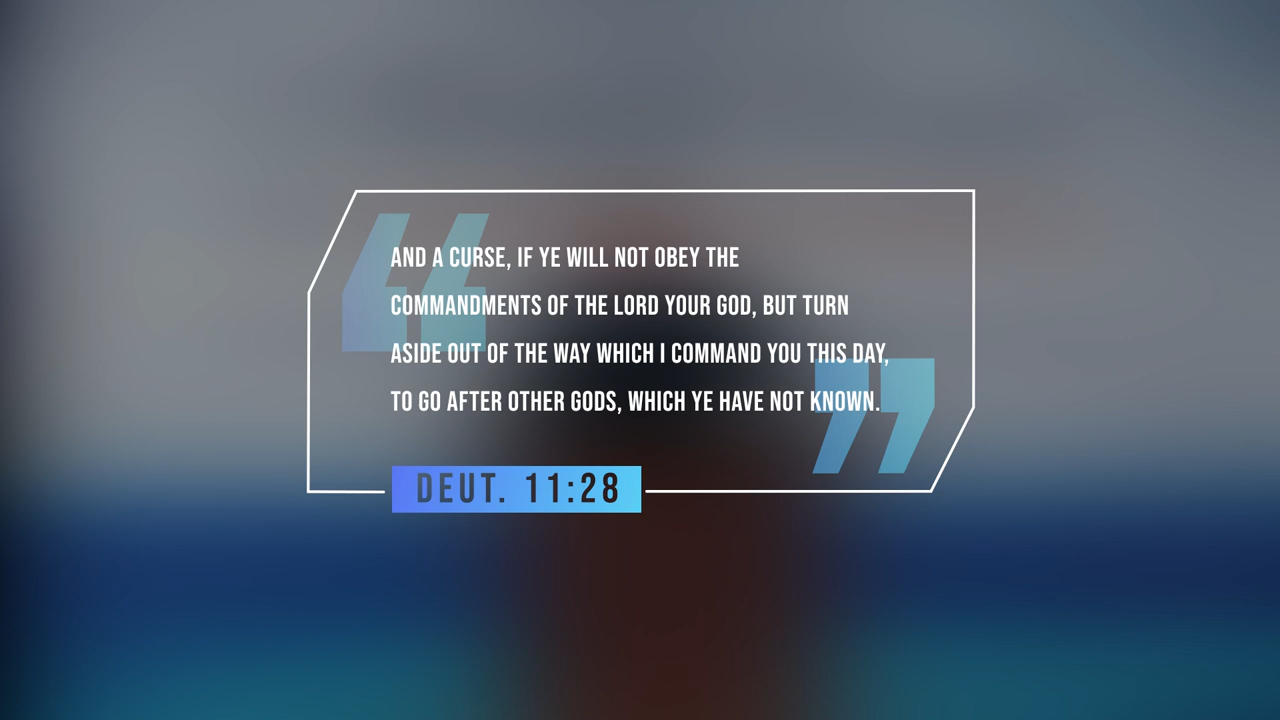 AND A CURSE, IF YE WILL NOT OBEY THE
COMMANDMENTS OF THE LORD YOUR GOD, BUT TURN
ASIDE OUT OF THE WAY WHICH I COMMAND YOU THIS DAY,
TO GO AFTER OTHER GODS, WHICH YE HAVE NOT KNOWN.
DEUT. 11:28